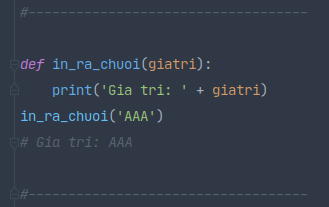 #----------------------------------
def in_ra_chuoi(giatri):
    print('Gia tri: ' + giatri)
in_ra_chuoi('AAA')
# Gia tri: AAA
#----------------------------------